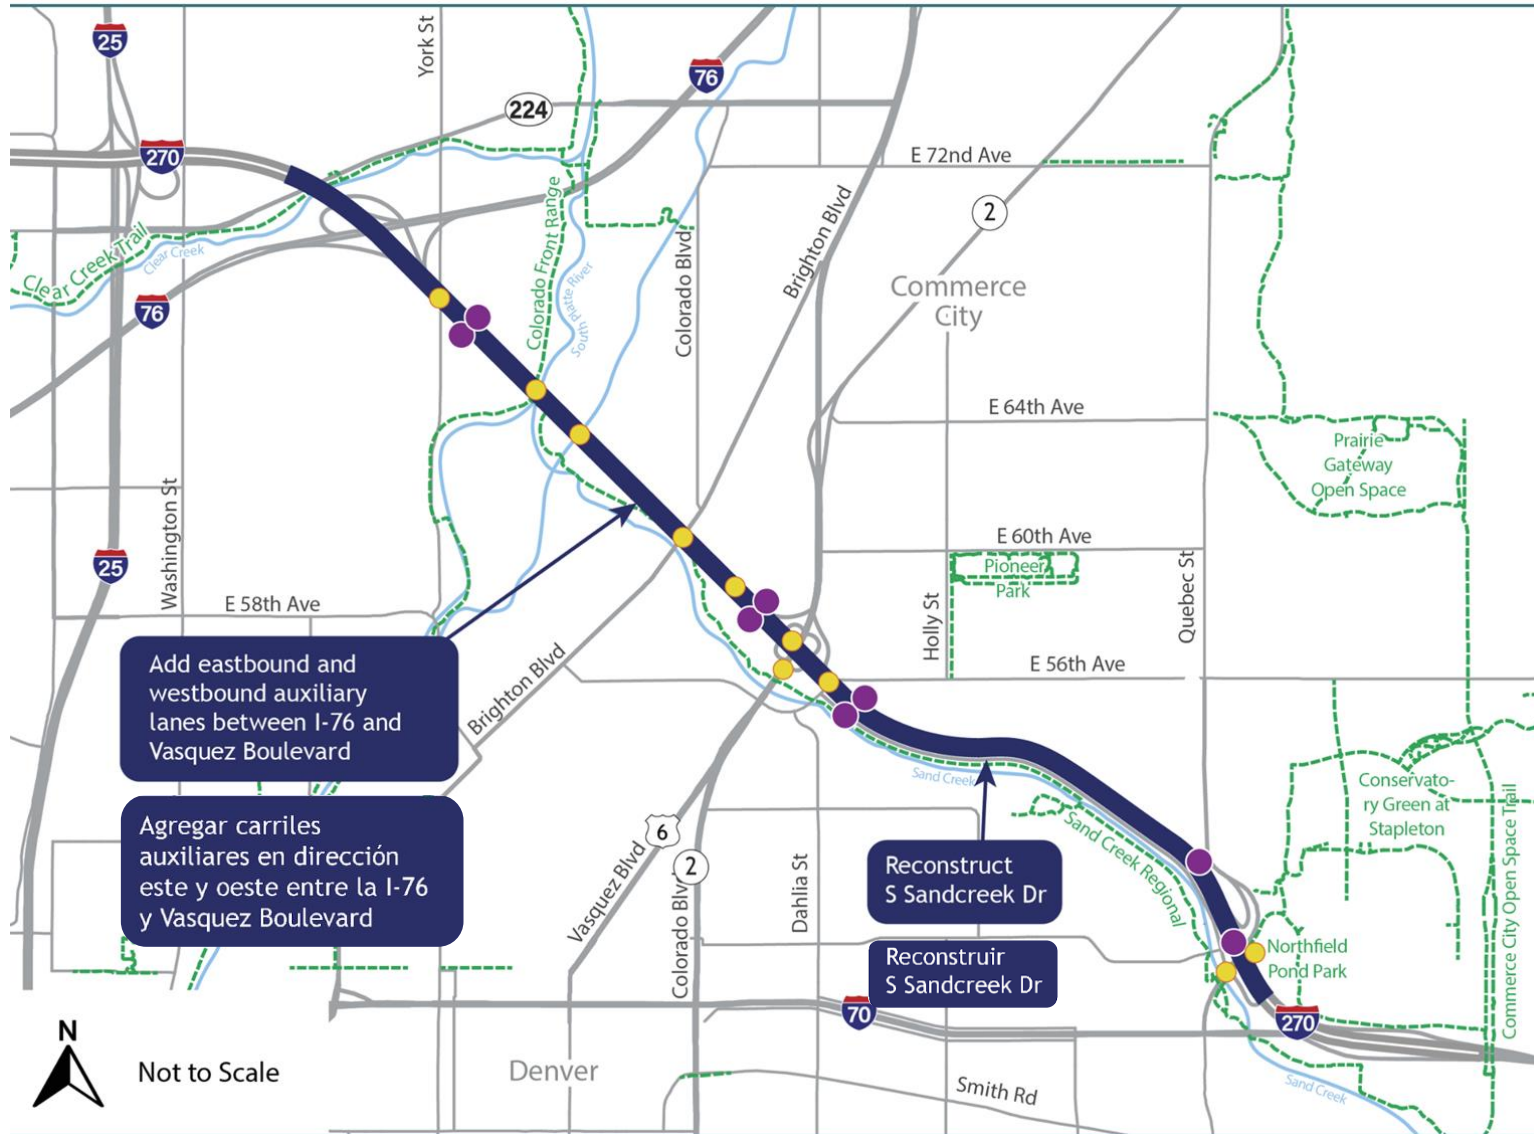 25
York St
76
224
270
E 72nd Ave
2
Clear Creek Trail
Clear Creek
Colorado Front Range
South Platte River
Colorado Blvd
Brighton Blvd
Commerce
City
76
E 64th Ave
Prairie
Gateway
Open Space
Washington St
25
E 60th Ave
Pioneer
Park
Quebec St
Holly St
E 58th Ave
E 56th Ave
Add eastbound and
westbound auxiliary
lanes between I-76 and
Vasquez Boulevard
Brighton Blvd
Agregar carriles
auxiliares en dirección
este y oeste entre la I-76
y Vasquez Boulevard
Sand Creek
Conservato-
ry Green at
Stapleton
Commerce City Open Space Trail
6
2
Vasquez Blvd
Colorado Blvd
Dahlia St
Reconstruct
S Sandcreek Dr
Sand Creek Regional
Reconstruir
S Sandcreek Dr
Northfield
Pond Park
70
270
N
Not to Scale
Denver
Smith Rd
Sand Creek